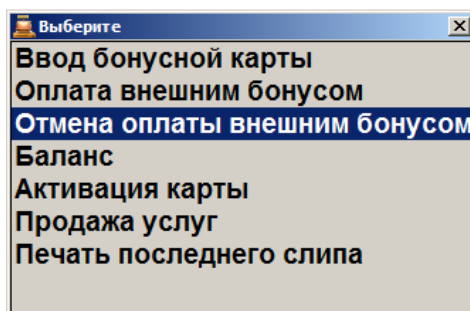 Выберите
Ввод бонусной карты
Оплата внешним бонусом
Отмена оплаты внешним бонусом
Баланс
Активация карты
Продажа услуг
Печать последнего слипа